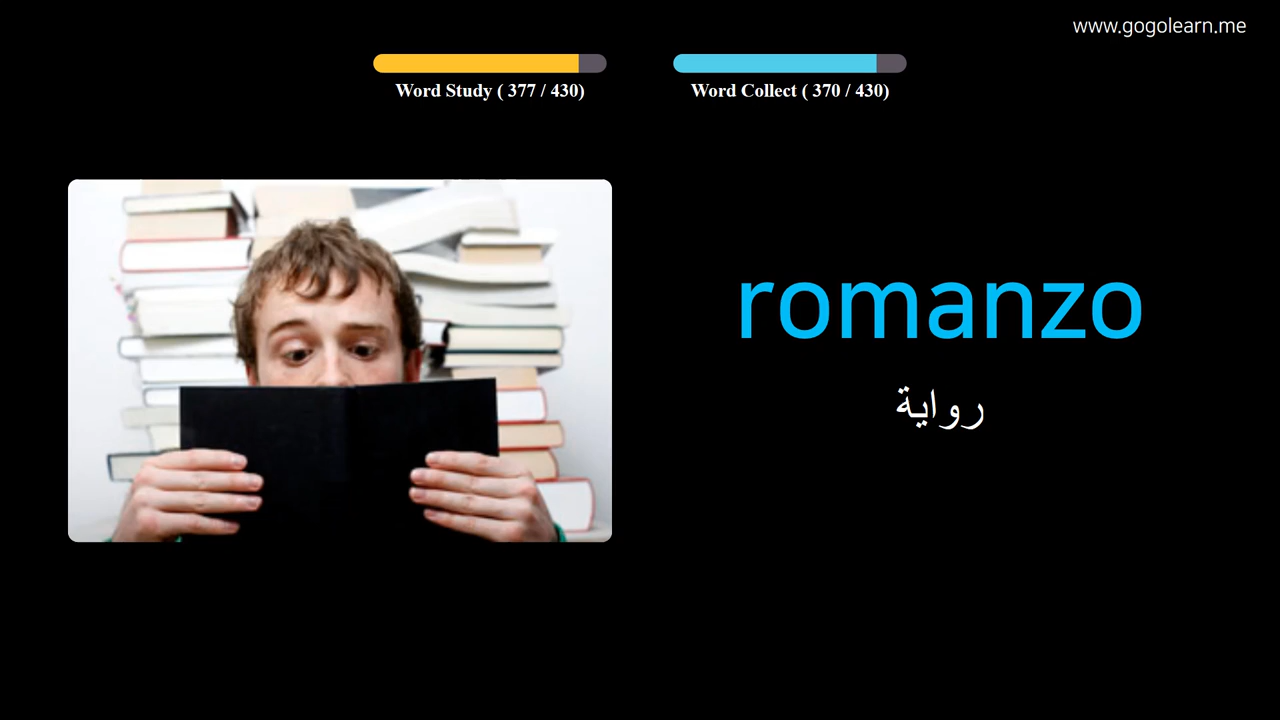 www.gogolearn.me
Word Study ( 377 / 430)
Word Collect ( 370 / 430)
romanzo
رواية